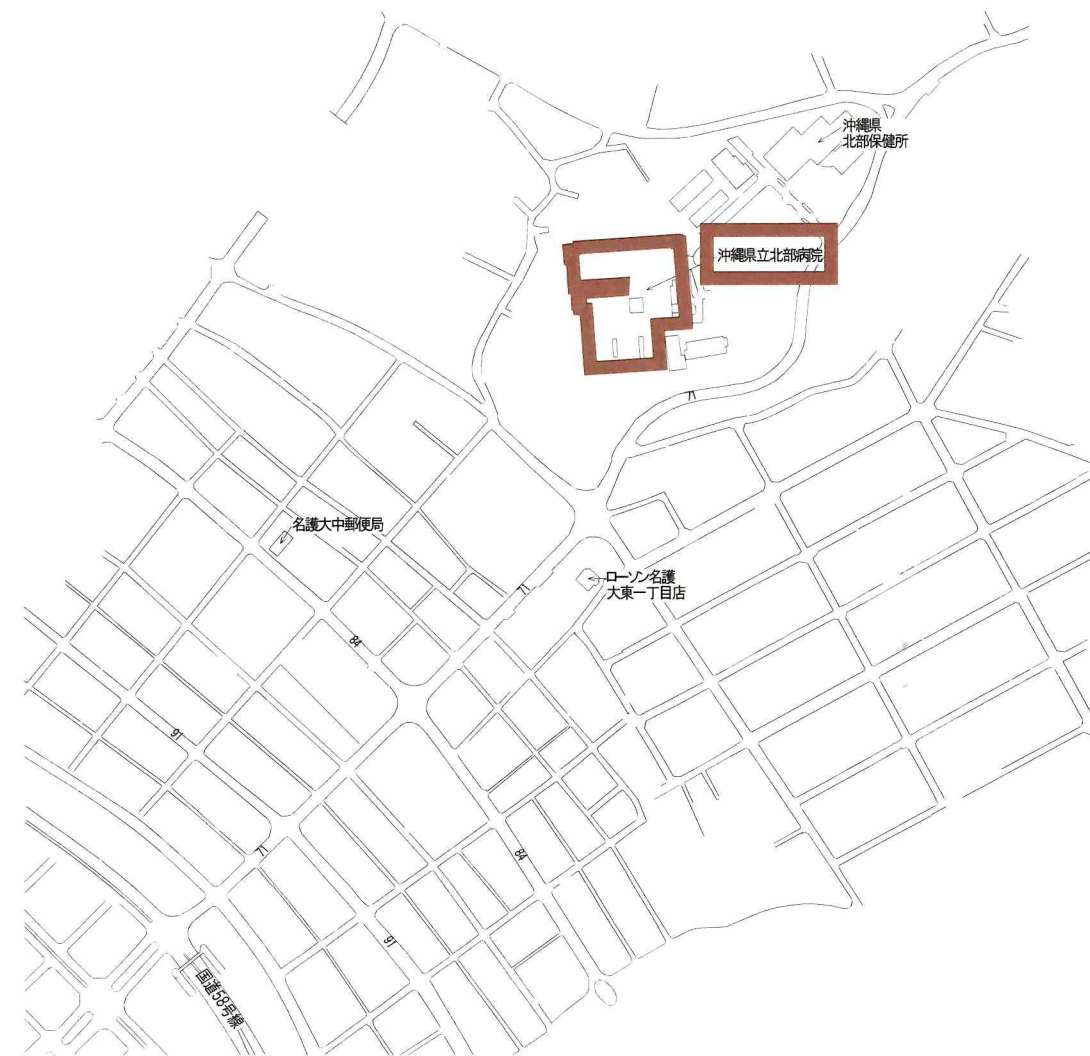 沖縄県
北部保健所
沖縄県立北部病院
71
名護大中郵便局
ローソン名護
大東一丁目店
71
84
91
71
84
91
国道58号線